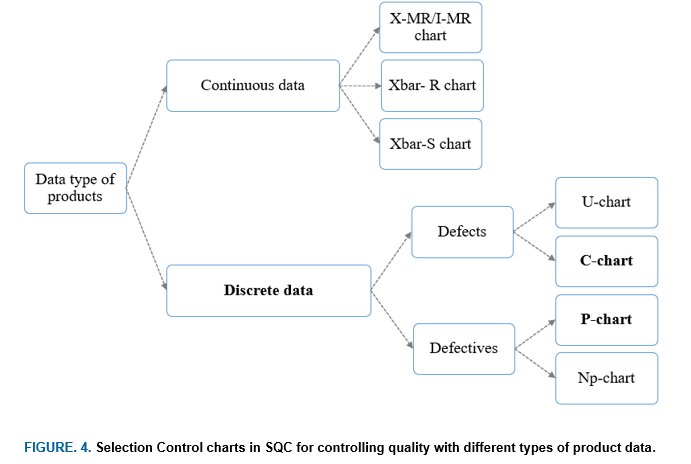 X-MR/I-MR
chart
Continuous data
Xbar- R chart
Xbar-S chart
Data type of
products
U-chart
Defects
C-chart
Discrete data
P-chart
Defectives
Np-chart
FIGURE. 4. Selection Control charts in SQC for controlling quality with different types of product data.